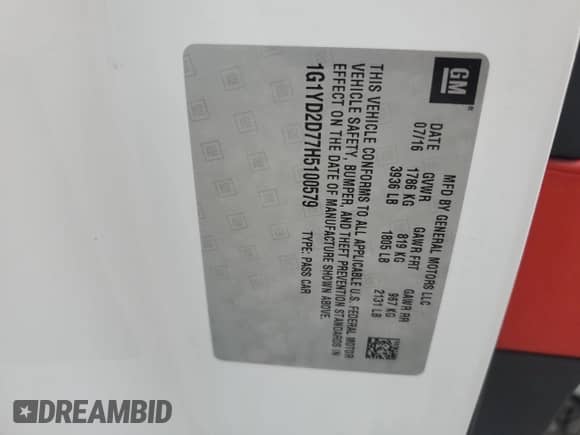 GM
®
MFD BY GENERAL MOTORS LLC
DATE GVWR GAWR FRT GAWR RR
07/16 1786 KG 819 KG 967 KG
3936 LB 1805 LB 2131 LB
THIS VEHICLE CONFORMS TO ALL APPLICABLE U.S. FEDERAL MOTOR
VEHICLE SAFETY, BUMPER, AND THEFT PREVENTION STANDARDS IN
EFFECT ON THE DATE OF MANUFACTURE SHOWN ABOVE.
1G1YD2D77H5100579 TYPE: PASS CAR
DREAMBID